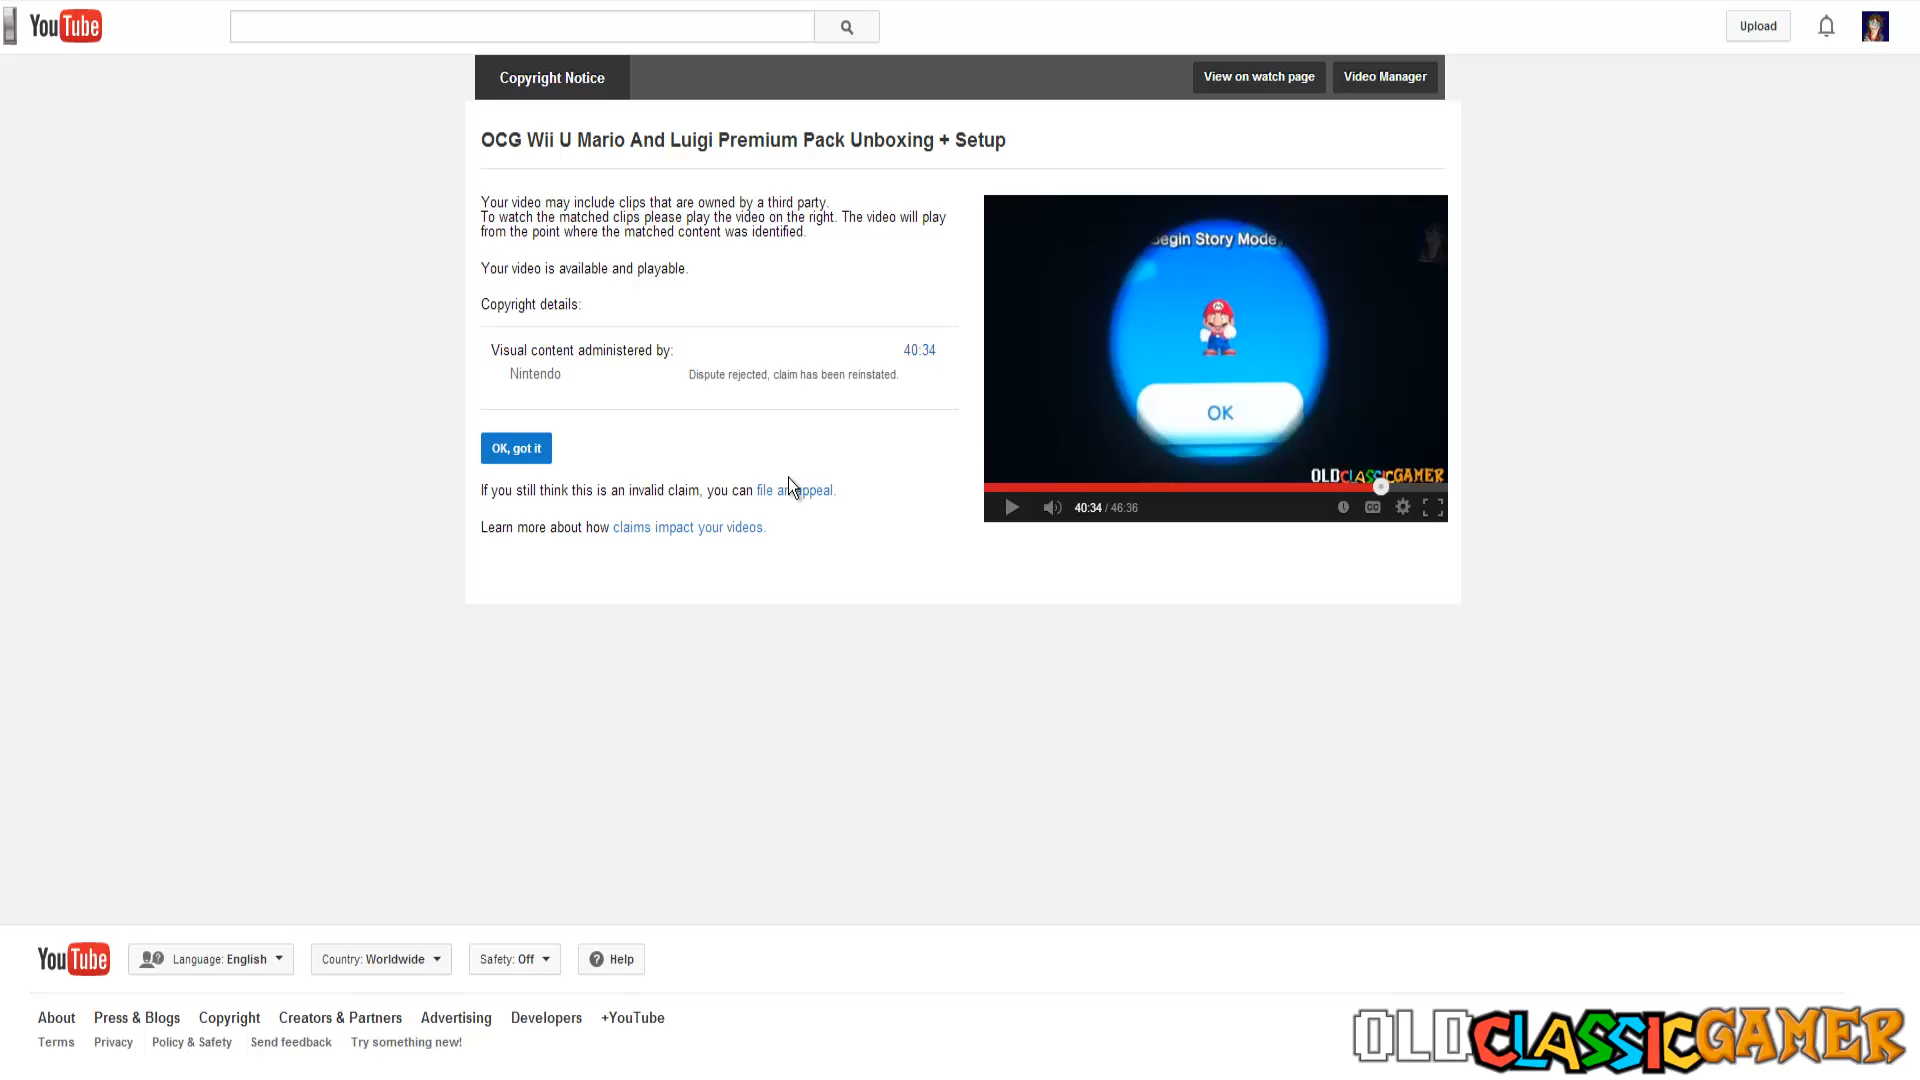 YouTube
Upload
Copyright Notice
View on watch page
Video Manager
OCG Wii U Mario And Luigi Premium Pack Unboxing + Setup
Your video may include clips that are owned by a third party.
To watch the matched clips please play the video on the right. The video will play
from the point where the matched content was identified.
Your video is available and playable.
Copyright details:
Visual content administered by:
40:34
Nintendo
Dispute rejected, claim has been reinstated.
OK, got it
If you still think this is an invalid claim, you can file an appeal.
Learn more about how claims impact your videos.
Begin Story Mode
OK
OLDCLASSICGAMER
40:34 / 46:36
CC
YouTube
Language: English
Country: Worldwide
Safety: Off
Help
About
Press & Blogs
Copyright
Creators & Partners
Advertising
Developers
+YouTube
Terms
Privacy
Policy & Safety
Send feedback
Try something new!
OLDCLASSICGAMER